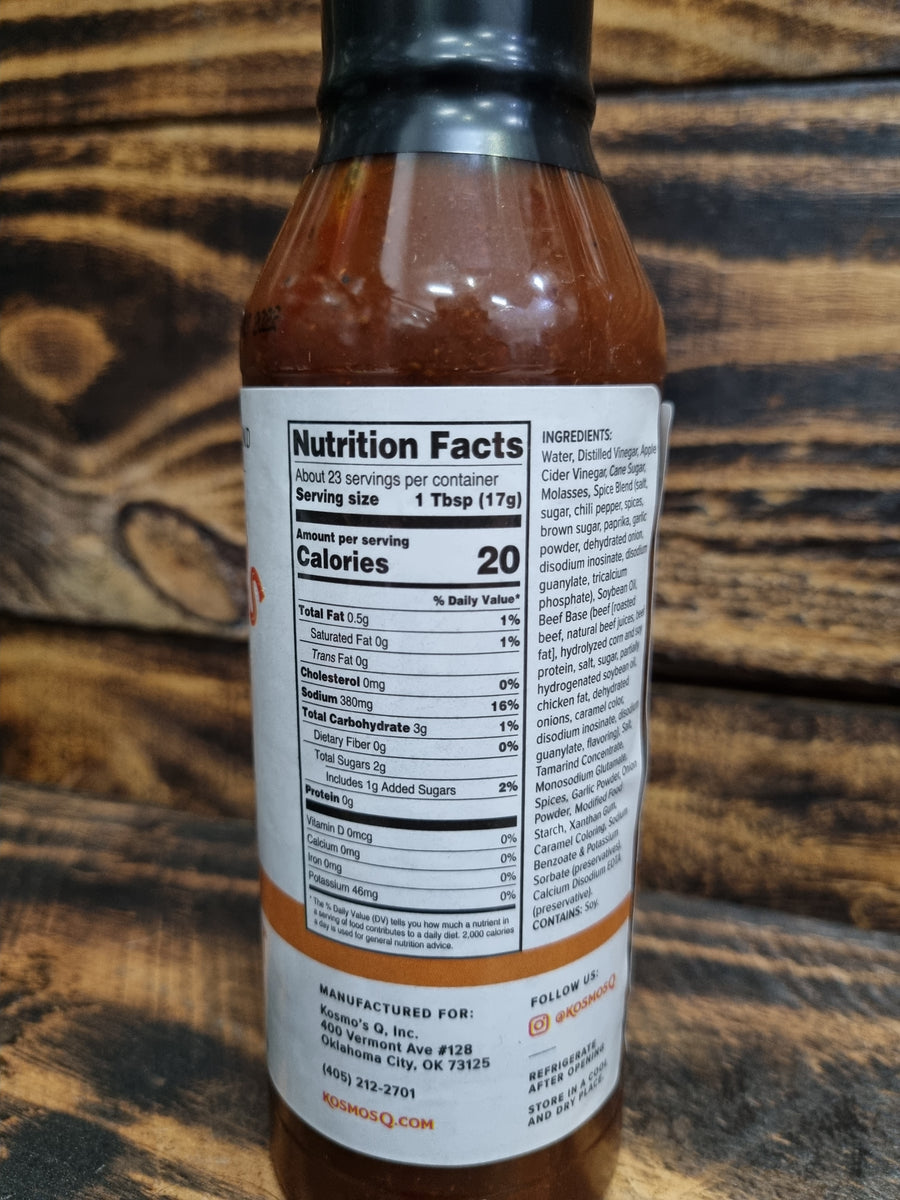 2022
S
Nutrition Facts
About 23 servings per container
Serving size 1 Tbsp (17g)
Amount per serving
Calories 20
% Daily Value*
Total Fat 0.5g 1%
Saturated Fat 0g 1%
Trans Fat 0g
Cholesterol 0mg 0%
Sodium 380mg 16%
Total Carbohydrate 3g 1%
Dietary Fiber 0g 0%
Total Sugars 2g
Includes 1g Added Sugars 2%
Protein 0g
Vitamin D 0mcg 0%
Calcium 0mg 0%
Iron 0mg 0%
Potassium 46mg 0%
* The % Daily Value (DV) tells you how much a nutrient in
a serving of food contributes to a daily diet. 2,000 calories
a day is used for general nutrition advice.
INGREDIENTS:
Water, Distilled Vinegar, Apple
Cider Vinegar, Cane Sugar,
Molasses, Spice Blend (salt,
sugar, chili pepper, spices,
brown sugar, paprika, garlic
powder, dehydrated onion,
disodium inosinate, disodium
guanylate, tricalcium
phosphate), Soybean Oil,
Beef Base (beef [roasted
beef, natural beef juices, beef
fat], hydrolyzed corn and soy
protein, salt, sugar, partially
hydrogenated soybean oil,
chicken fat, dehydrated
onions, caramel color,
disodium inosinate, disodium
guanylate, flavoring), Salt,
Tamarind Concentrate,
Monosodium Glutamate,
Spices, Garlic Powder, Onion
Powder, Modified Food
Starch, Xanthan Gum,
Caramel Coloring, Sodium
Benzoate & Potassium
Sorbate (preservatives),
Calcium Disodium EDTA
(preservative).
CONTAINS: Soy.
MANUFACTURED FOR:
Kosmo's Q, Inc.
400 Vermont Ave #128
Oklahoma City, OK 73125
(405) 212-2701
KOSMOSQ.COM
FOLLOW US:
@KOSMOSQ
REFRIGERATE
AFTER OPENING
STORE IN A COOL
AND DRY PLACE.